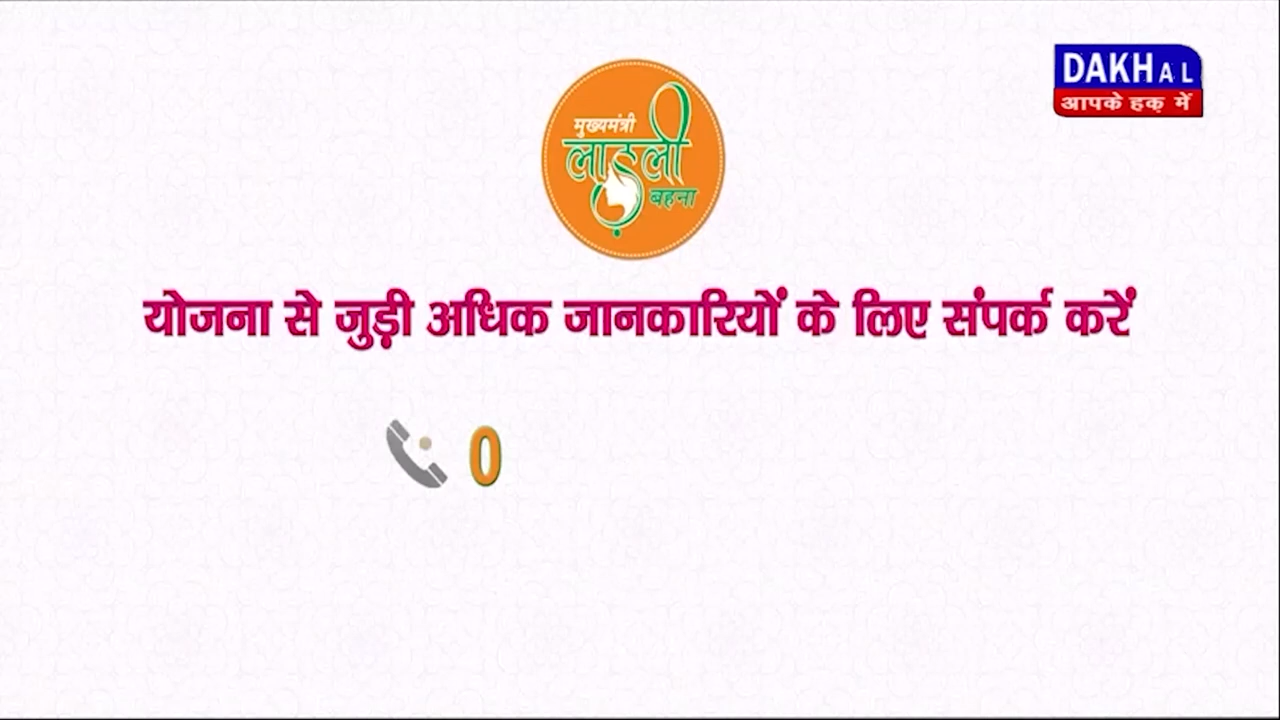 DAKHAL
आपके हक़ में
मुख्यमंत्री
लाड़ली
बहना
योजना से जुड़ी अधिक जानकारियों के लिए संपर्क करें
0